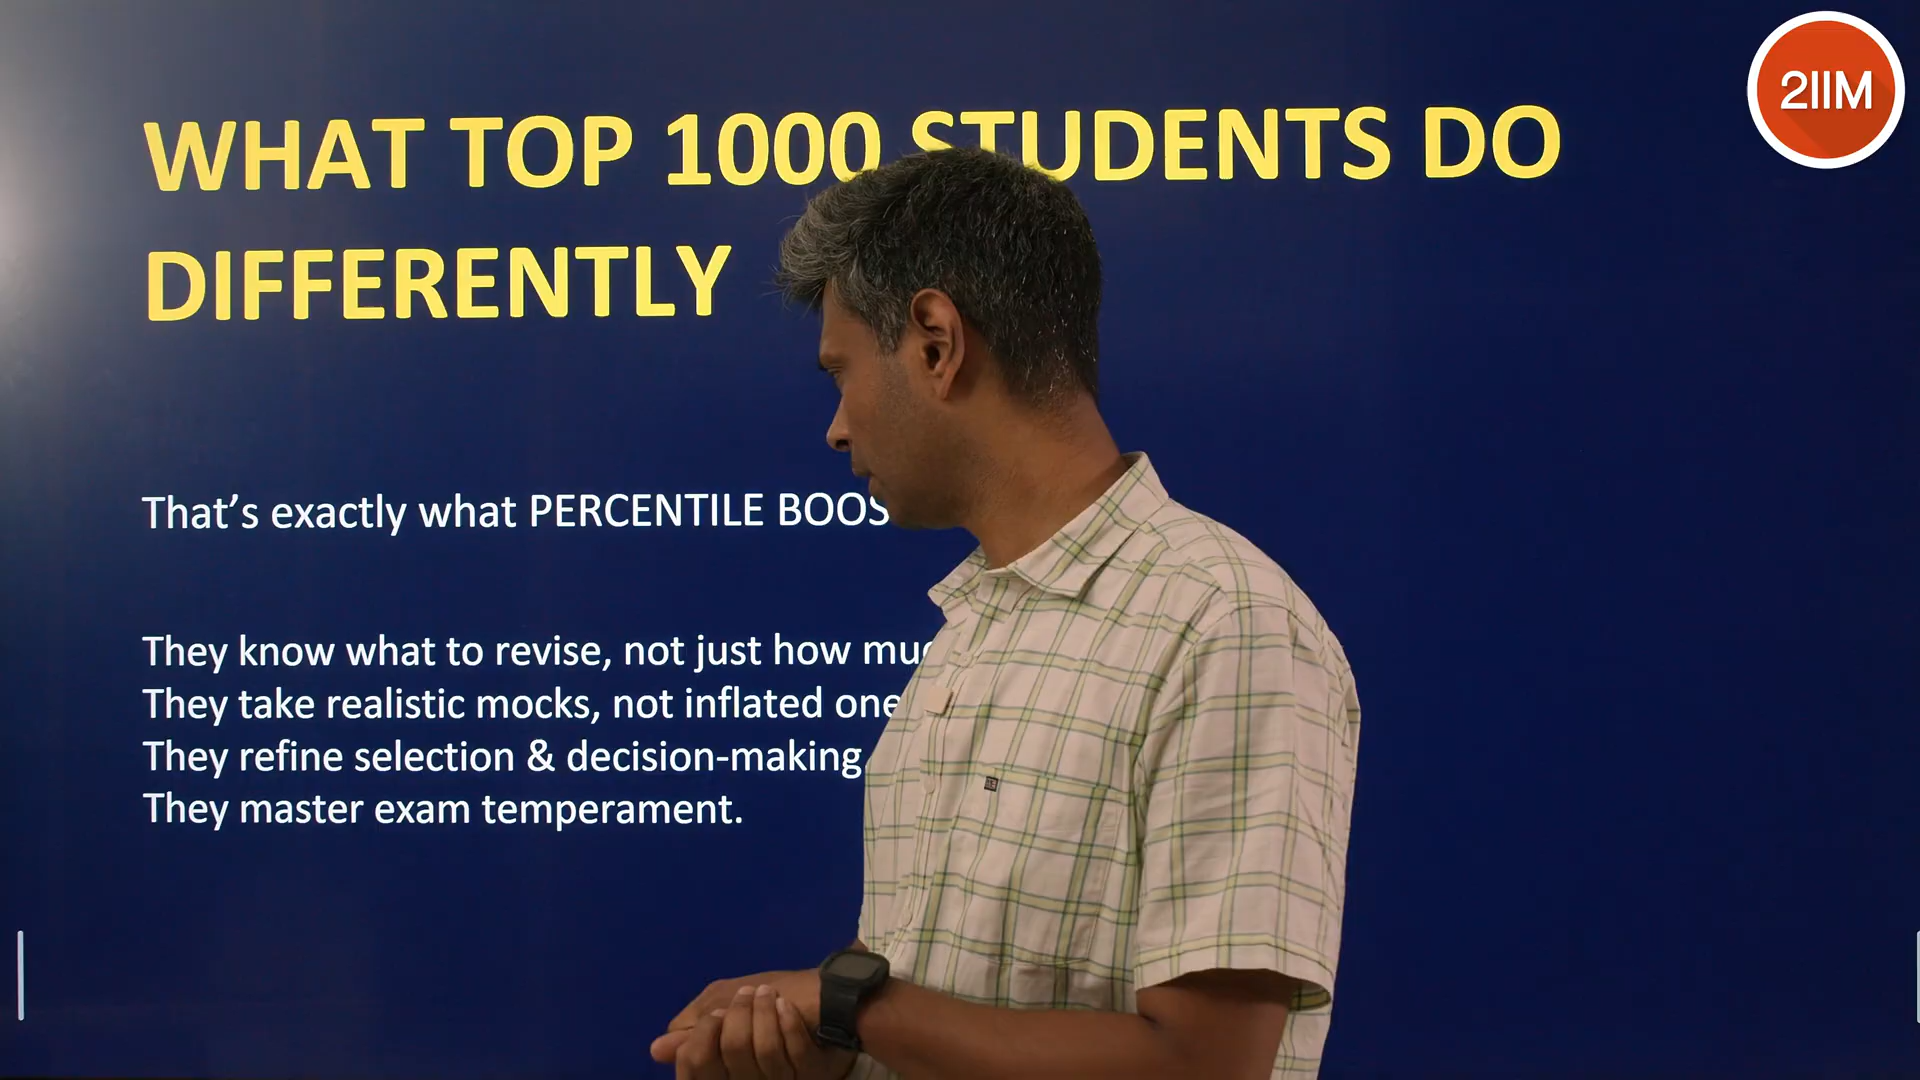 2IIM
WHAT TOP 1000 STUDENTS DO
DIFFERENTLY
That’s exactly what PERCENTILE
They know what to revise, not just how
They take realistic mocks, not inflated
They refine selection & decision-making
They master exam temperament.